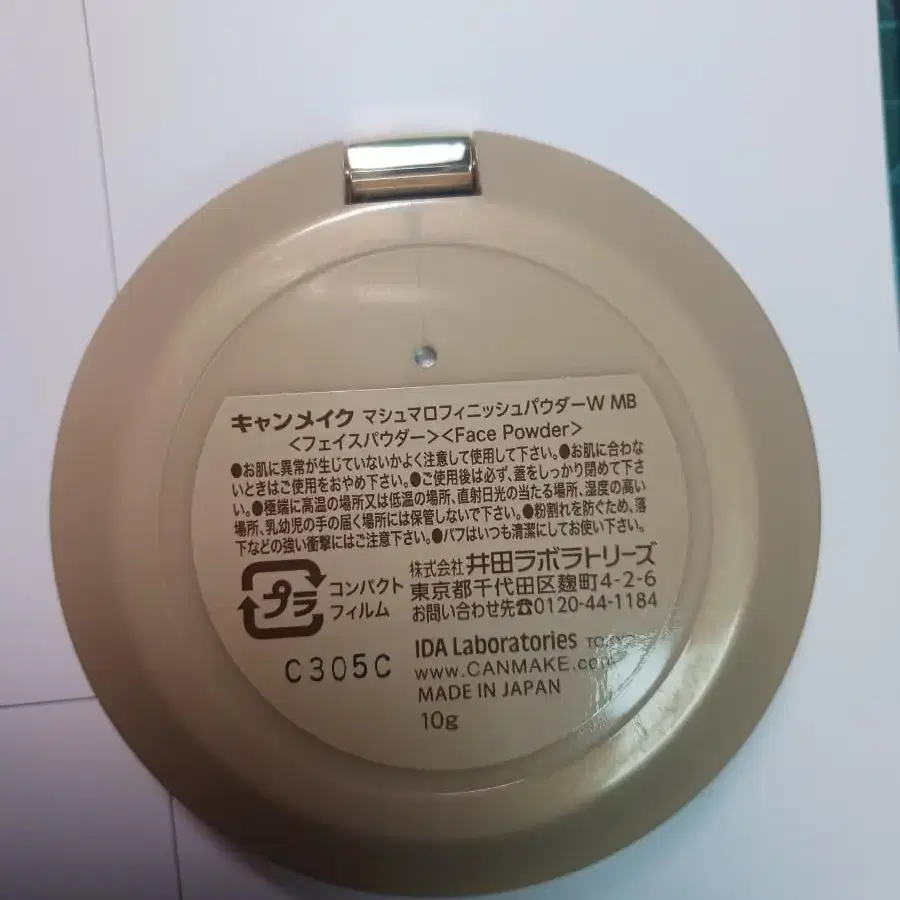 キャンメイク マシュマロフィニッシュパウダーW MB
<フェイスパウダー><Face Powder>
●お肌に異常が生じていないかよく注意して使用して下さい。●お肌に合わな
いときはご使用をおやめ下さい。●ご使用後は必ず、蓋をしっかり閉めて下さ
い。●極端に高温の場所又は低温の場所、直射日光の当たる場所、湿度の高い
場所、乳幼児の手の届く場所には保管しないで下さい。●粉割れを防ぐため、落
下などの強い衝撃にはご注意下さい。●パフはいつも清潔にしてお使い下さい。
プラ
コンパクト
フィルム
株式会社 井田ラボラトリーズ
東京都千代田区麹町4-2-6
お問い合わせ先☎0120-44-1184
IDA Laboratories
www.CANMAKE.com
MADE IN JAPAN
10g
C305C